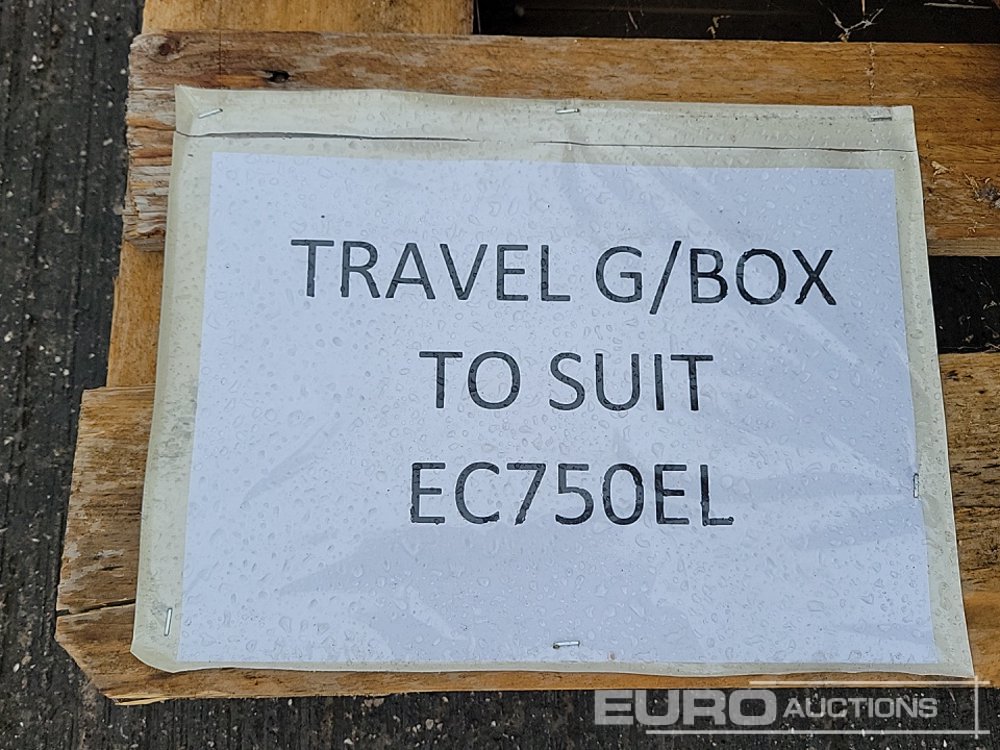 TRAVEL G/BOX
TO SUIT
EC750EL
EURO AUCTIONS